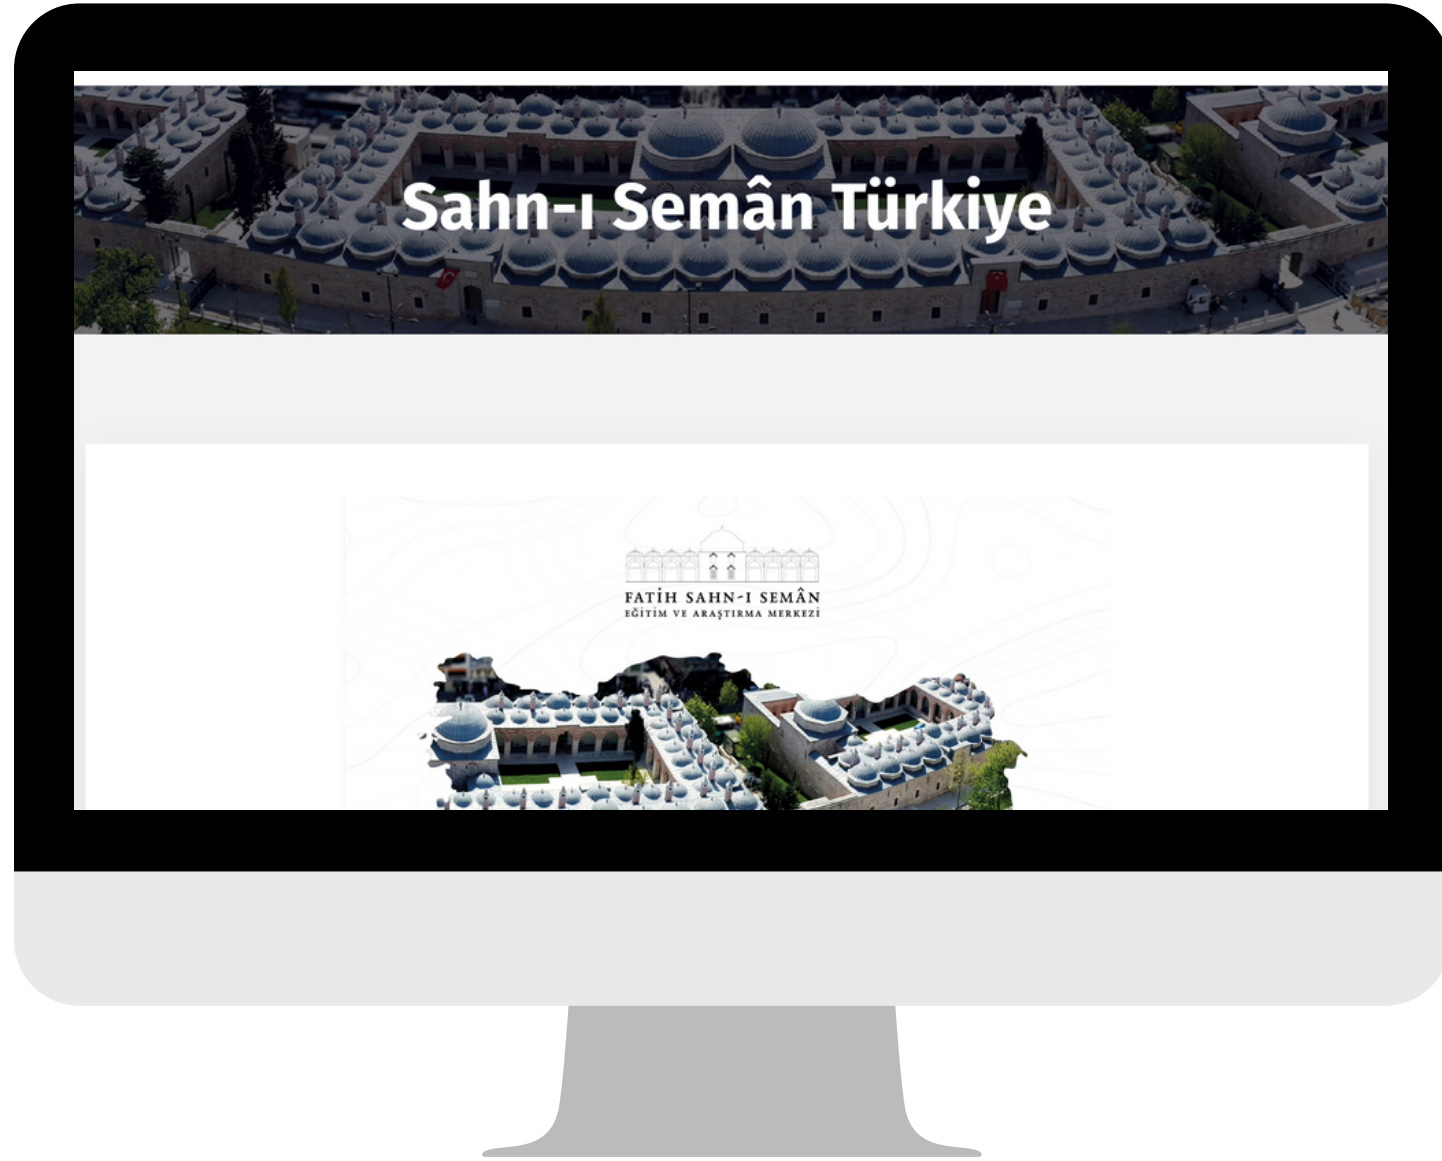 Sahn-ı Semân Türkiye
FATİH SAHN-I SEMÂN
EĞİTİM VE ARAŞTIRMA MERKEZİ